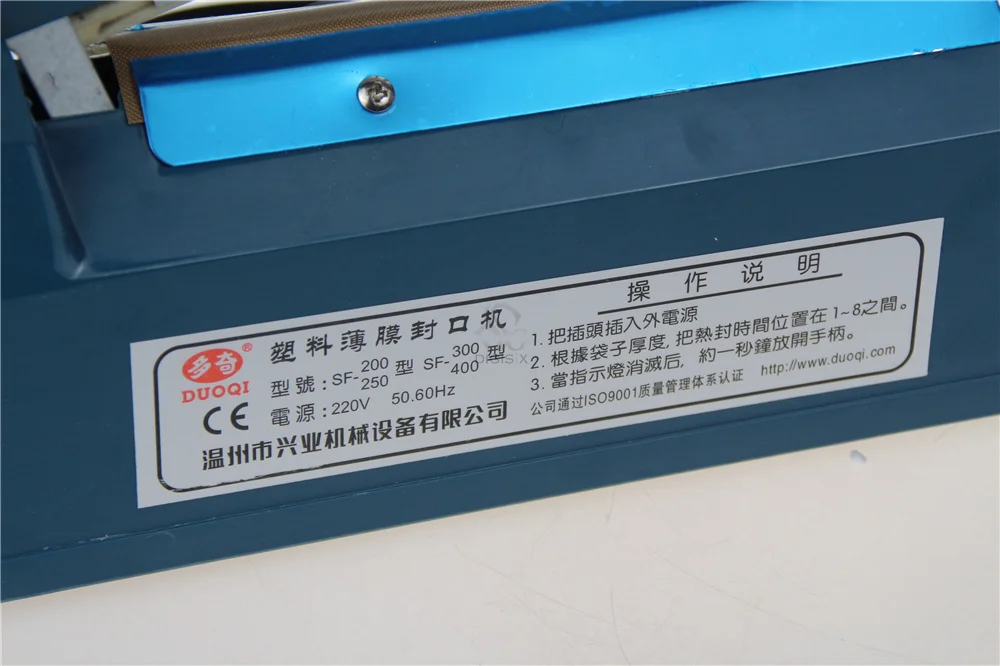 多奇
DUOQI
CE
塑料薄膜封口机
型號: SF-200 250 型 SF-300 400 型
電源: 220V 50.60Hz
温州市兴业机械设备有限公司
操作说明
1. 把插頭插入外電源
2. 根據袋子厚度, 把熱封時間位置在1~8之間。
3. 當指示燈消滅后, 約一秒鐘放開手柄。
公司通过ISO9001质量管理体系认证 http://www.duoqi.com